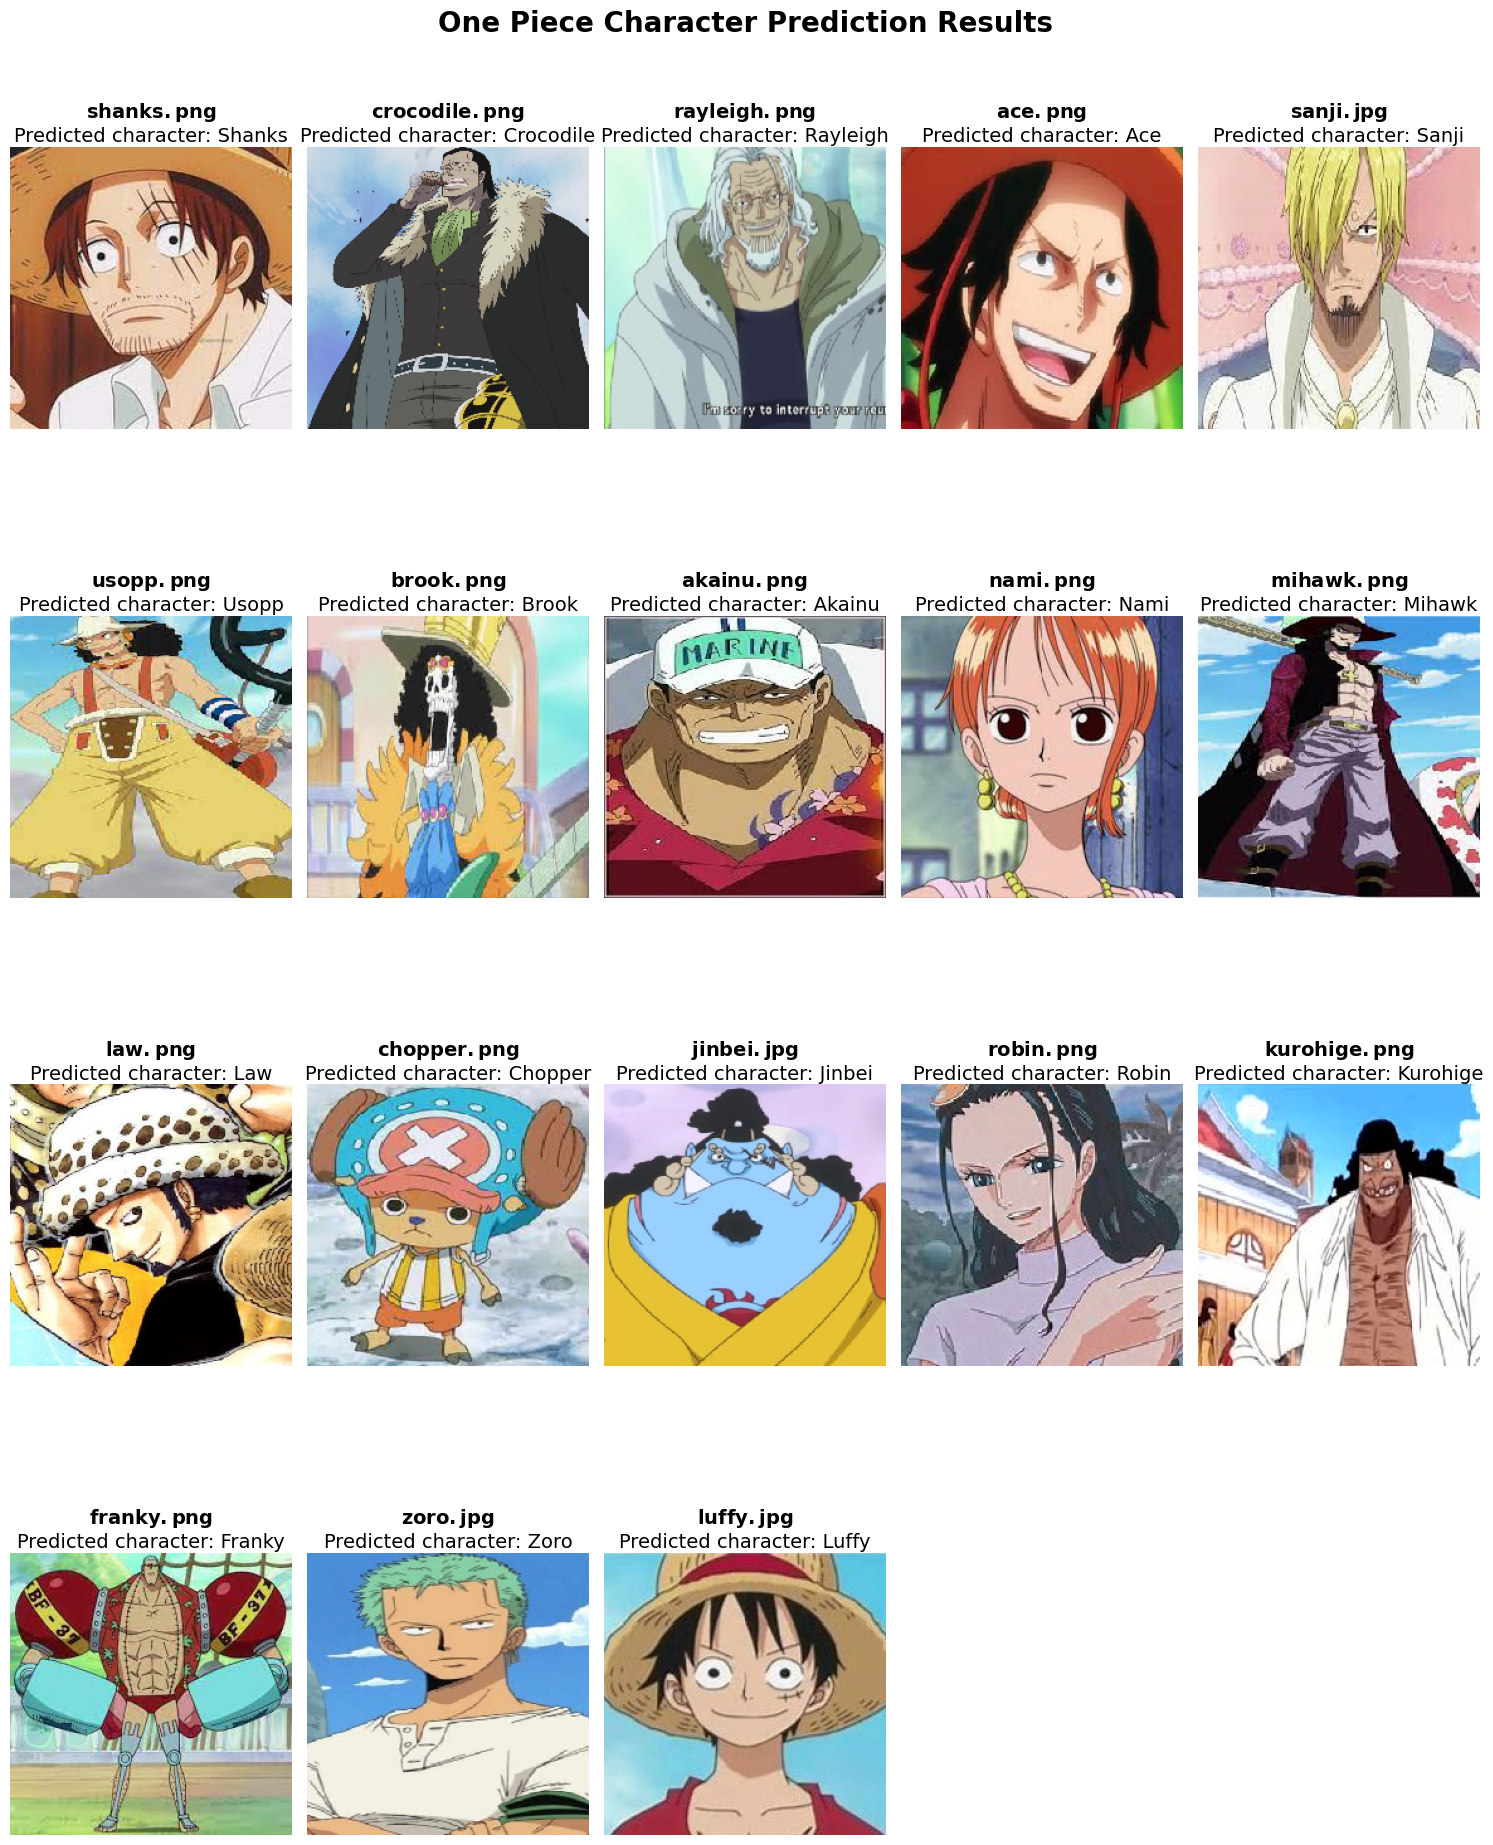 One Piece Character Prediction Results
shanks.png
Predicted character: Shanks
crocodile.png
Predicted character: Crocodile
rayleigh.png
Predicted character: Rayleigh
I'm sorry to interrupt your
ace.png
Predicted character: Ace
sanji.jpg
Predicted character: Sanji
usopp.png
Predicted character: Usopp
brook.png
Predicted character: Brook
akainu.png
Predicted character: Akainu
MARINE
nami.png
Predicted character: Nami
mihawk.png
Predicted character: Mihawk
law.png
Predicted character: Law
chopper.png
Predicted character: Chopper
jinbei.jpg
Predicted character: Jinbei
robin.png
Predicted character: Robin
kurohige.png
Predicted character: Kurohige
franky.png
Predicted character: Franky
BF-37
BF-37
zoro.jpg
Predicted character: Zoro
luffy.jpg
Predicted character: Luffy